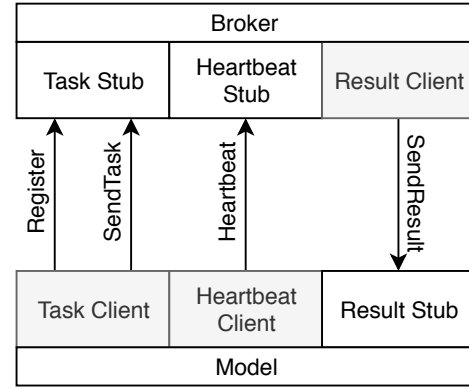 Broker
Task Stub
Heartbeat
Stub
Result Client
Register
SendTask
Heartbeat
SendResult
Task Client
Heartbeat
Client
Result Stub
Model